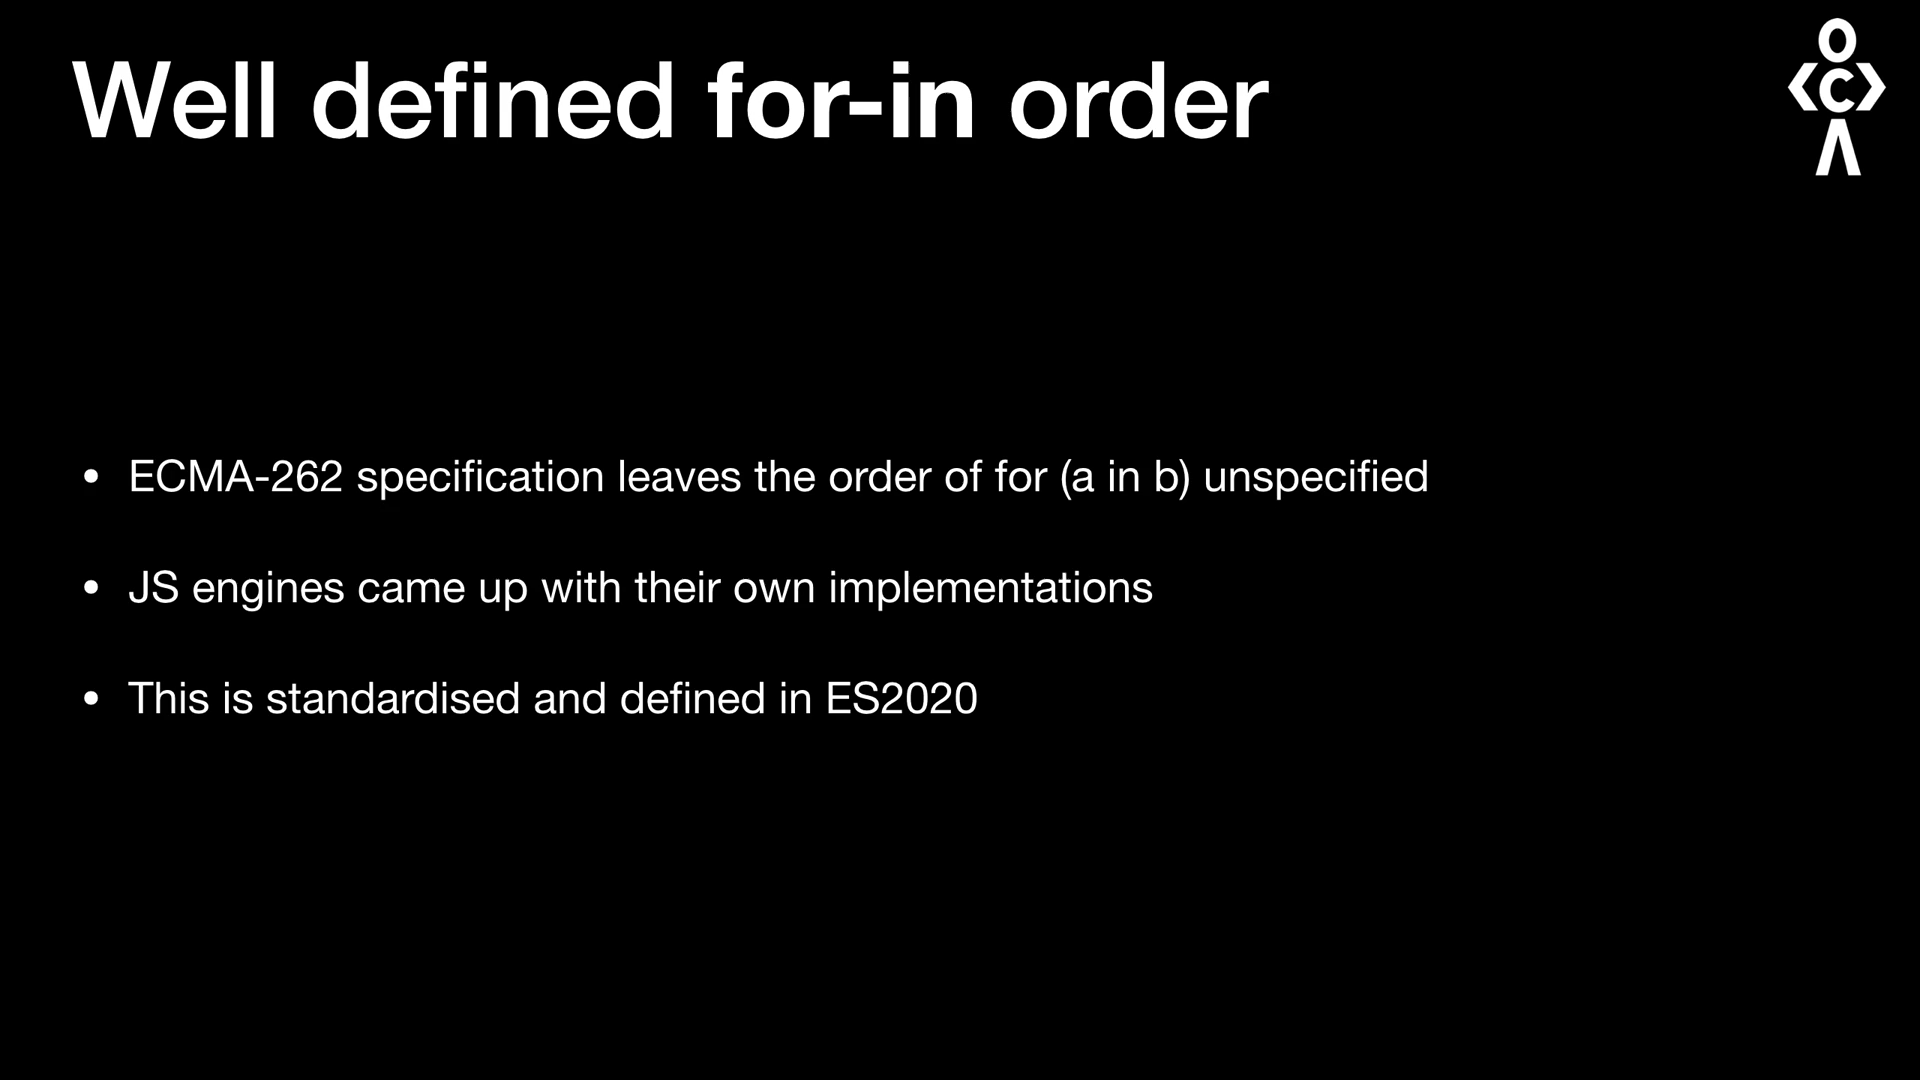 Well defined for-in order
O
<C>
Λ
• ECMA-262 specification leaves the order of for (a in b) unspecified
• JS engines came up with their own implementations
• This is standardised and defined in ES2020